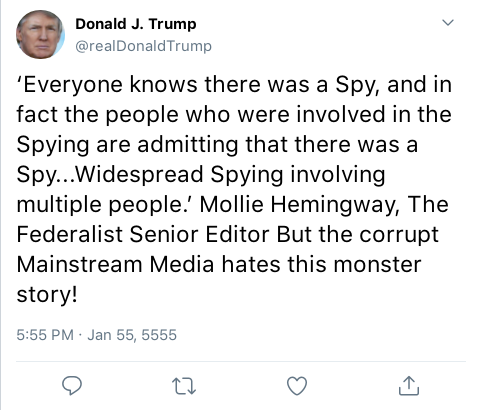 Donald J. Trump
@realDonaldTrump
‘Everyone knows there was a Spy, and in
fact the people who were involved in the
Spying are admitting that there was a
Spy...Widespread Spying involving
multiple people.’ Mollie Hemingway, The
Federalist Senior Editor But the corrupt
Mainstream Media hates this monster
story!
5:55 PM · Jan 55, 5555